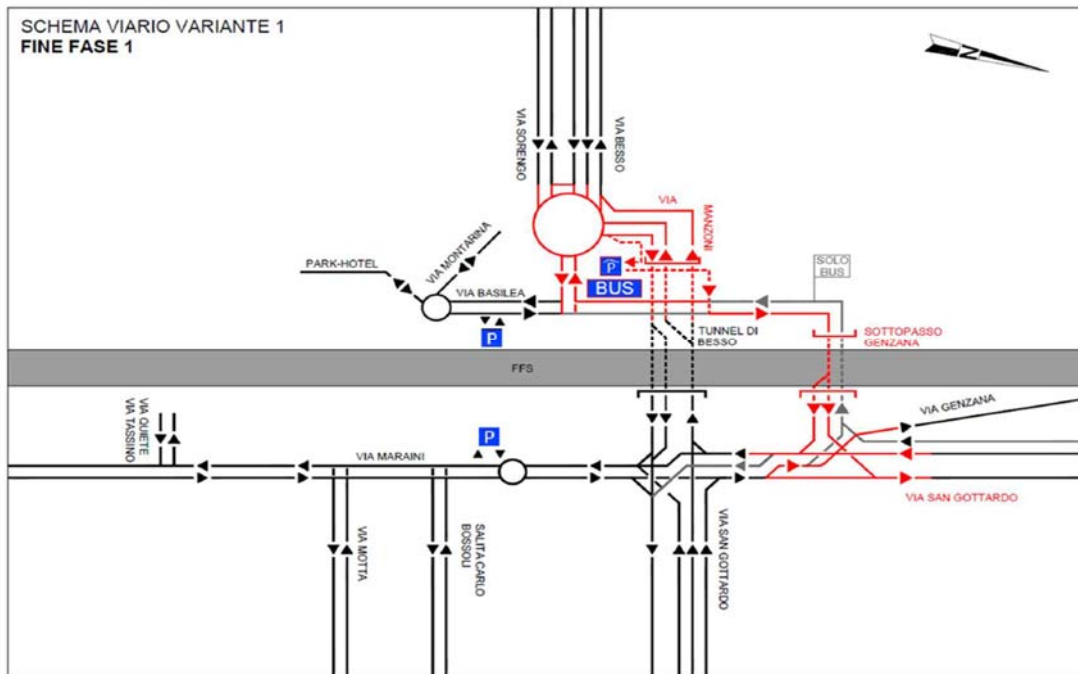 SCHEMA VIARIO VARIANTE 1
FINE FASE 1
N
VIA SORENGO
VIA BESSO
VIA
MANZONI
PARK-HOTEL
VIA MONTARINA
VIA BASILEA
P
BUS
SOLO
BUS
P
TUNNEL DI
BESSO
SOTTOPASSO
GENZANA
FFS
VIA QUIETE
VIA TASSINO
P
VIA MARAINI
VIA GENZANA
VIA SAN GOTTARDO
VIA MOTTA
SALITA CARLO
BOSSOLI
VIA SAN GOTTARDO